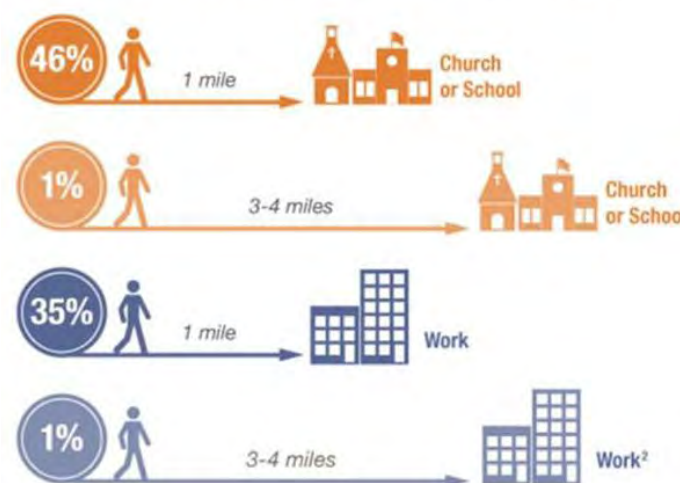 46%
1 mile
Church
or School
1%
3-4 miles
Church
or School
35%
1 mile
Work
1%
3-4 miles
Work²